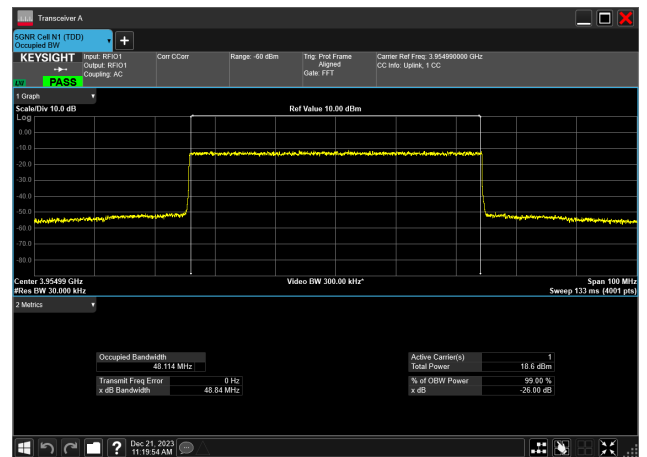 Transceiver A
5GNR Cell N1 (TDD)
Occupied BW
+
KEYSIGHT
LVI
PASS
Input: RFIO1
Output: RFIO1
Coupling: AC
Corr CCorr
Range: -60 dBm
Trig: Prot Frame
Aligned
Gate: FFT
Carrier Ref Freq: 3.954990000 GHz
CC Info: Uplink, 1 CC
1 Graph
Scale/Div 10.0 dB
Ref Value 10.00 dBm
Log
0.00
-10.0
-20.0
-30.0
-40.0
-50.0
-60.0
-70.0
-80.0
Center 3.95499 GHz
Video BW 300.00 kHz*
Span 100 MHz
#Res BW 30.000 kHz
Sweep 133 ms (4001 pts)
2 Metrics
Occupied Bandwidth
48.114 MHz
Active Carrier(s) 1
Total Power 18.6 dBm
Transmit Freq Error 0 Hz
x dB Bandwidth 48.84 MHz
% of OBW Power 99.00 %
x dB -26.00 dB
?
Dec 21, 2023
11:19:54 AM